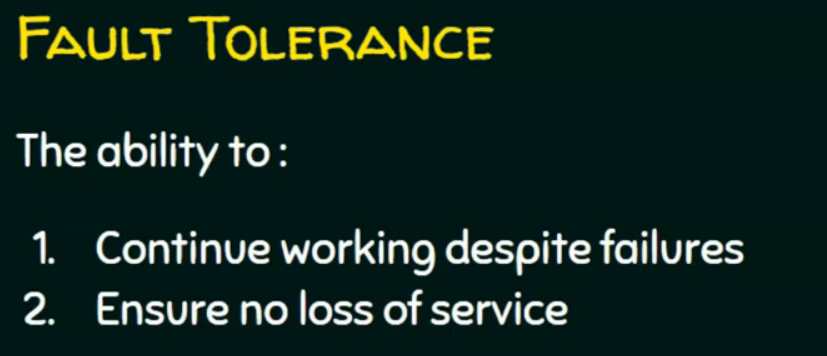 FAULT TOLERANCE
The ability to:
1. Continue working despite failures
2. Ensure no loss of service